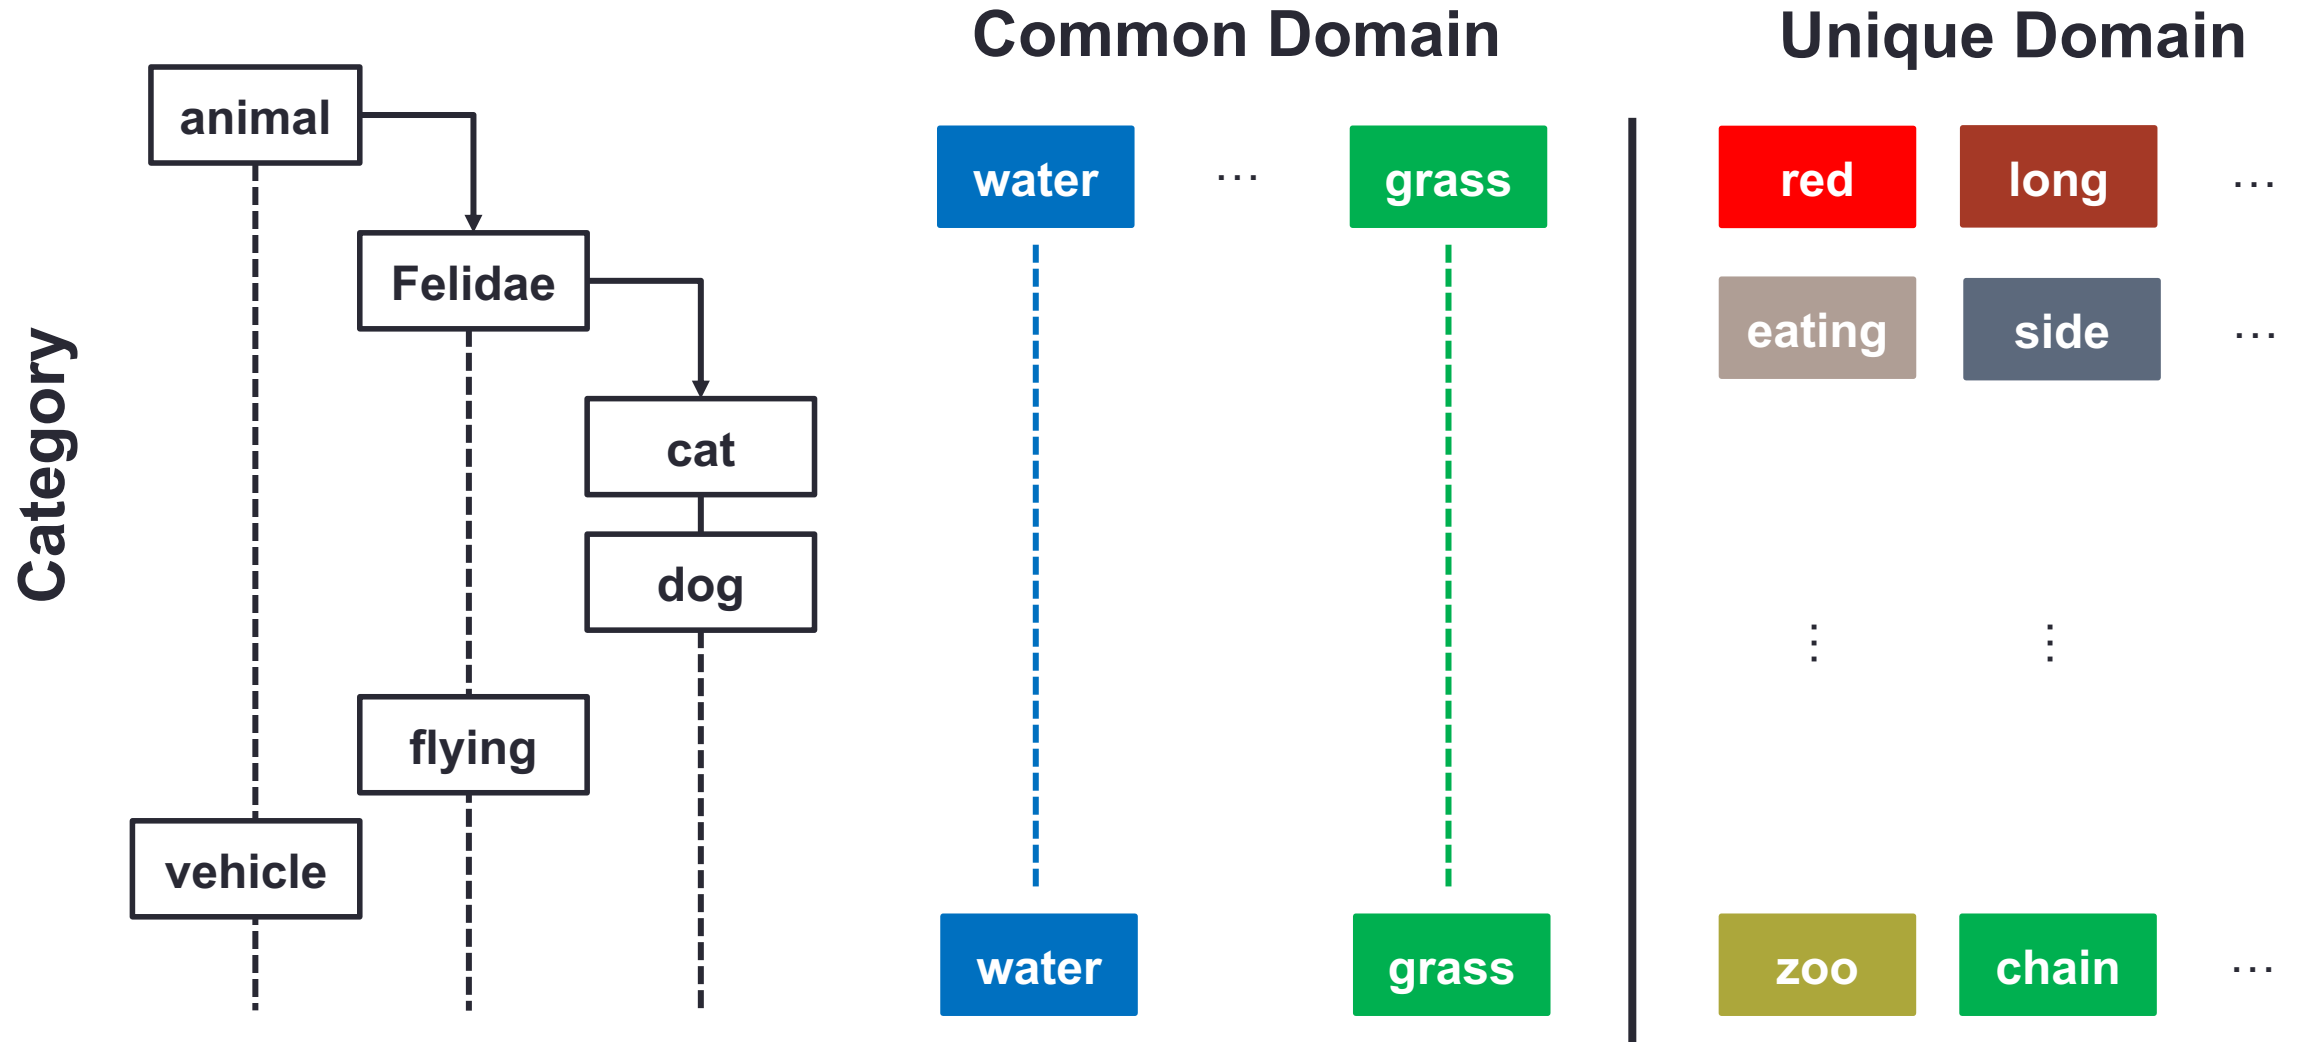 Common Domain
Unique Domain
Category
animal
Felidae
cat
dog
flying
vehicle
water
...
grass
water
grass
red
long
...
eating
side
...
⋮
⋮
zoo
chain
...